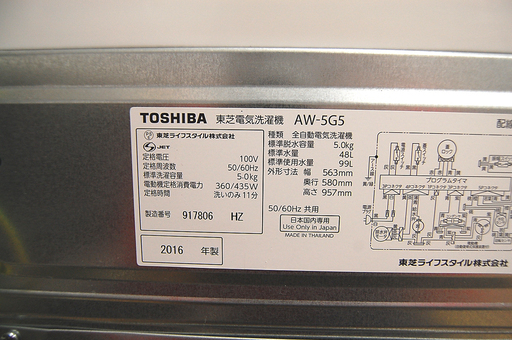 TOSHIBA 東芝電気洗濯機 AW-5G5
東芝ライフスタイル株式会社
JET
定格電圧 100V
定格周波数 50/60Hz
標準洗濯容量 5.0kg
電動機定格消費電力 360/435W
定格時間 洗いのみ11分
製造番号 917806 HZ
2016 年製
種類 全自動電気洗濯機
標準脱水容量 5.0kg
標準水量 48L
標準使用水量 99L
外形寸法 幅 563mm
奥行 580mm
高さ 957mm
50/60Hz 共用
日本国内専用
Use Only in Japan
MADE IN THAILAND
配線
プログラムタイマ
東芝ライフスタイル株式会社